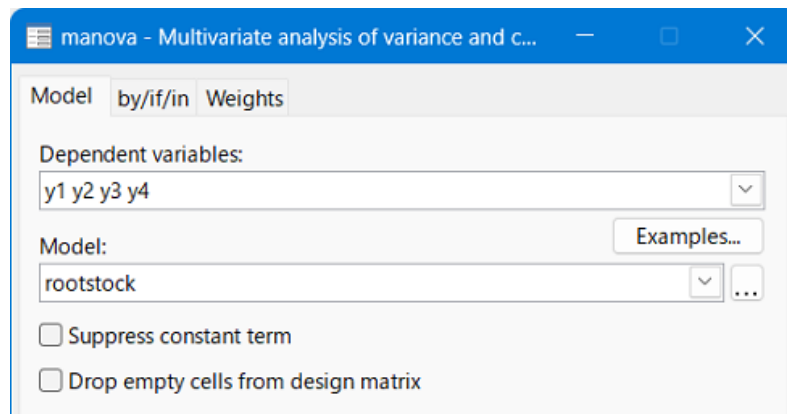 manova - Multivariate analysis of variance and c...
Model by/if/in Weights
Dependent variables:
y1 y2 y3 y4
Examples...
Model:
rootstock
...
Suppress constant term
Drop empty cells from design matrix